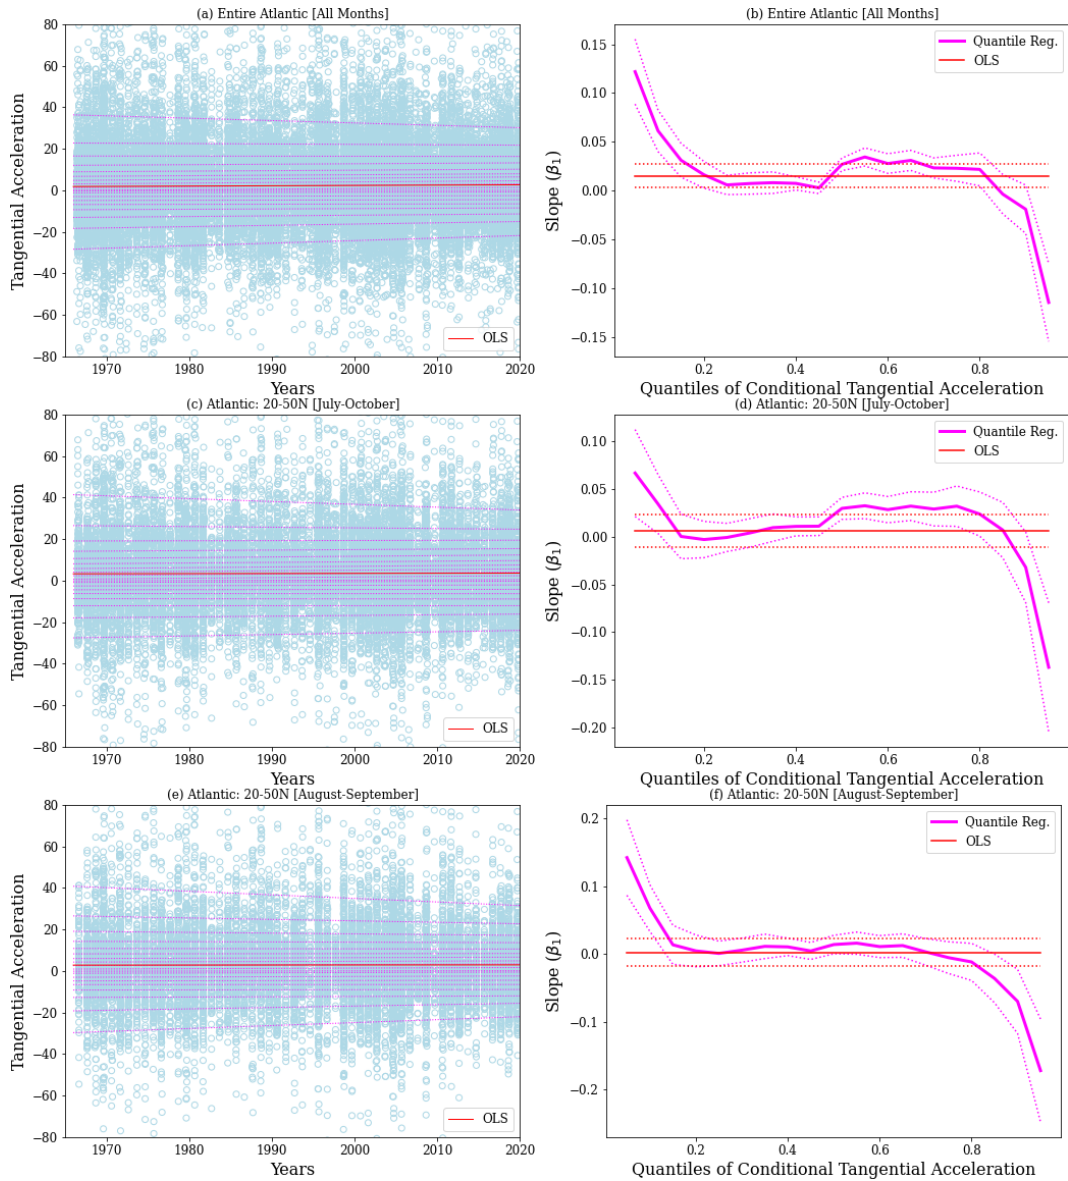 (a) Entire Atlantic [All Months]
80
60
40
20
0
−20
−40
−60
−80
Tangential Acceleration
OLS
1970 1980 1990 2000 2010 2020
Years
(b) Entire Atlantic [All Months]
0.15
0.10
0.05
0.00
−0.05
−0.10
−0.15
Slope (β₁)
Quantile Reg.
OLS
0.2 0.4 0.6 0.8
Quantiles of Conditional Tangential Acceleration
(c) Atlantic: 20-50N [July-October]
80
60
40
20
0
−20
−40
−60
−80
Tangential Acceleration
OLS
1970 1980 1990 2000 2010 2020
Years
(d) Atlantic: 20-50N [July-October]
0.10
0.05
0.00
−0.05
−0.10
−0.15
−0.20
Slope (β₁)
Quantile Reg.
OLS
0.2 0.4 0.6 0.8
Quantiles of Conditional Tangential Acceleration
(e) Atlantic: 20-50N [August-September]
80
60
40
20
0
−20
−40
−60
−80
Tangential Acceleration
OLS
1970 1980 1990 2000 2010 2020
Years
(f) Atlantic: 20-50N [August-September]
0.2
0.1
0.0
−0.1
−0.2
Slope (β₁)
Quantile Reg.
OLS
0.2 0.4 0.6 0.8
Quantiles of Conditional Tangential Acceleration